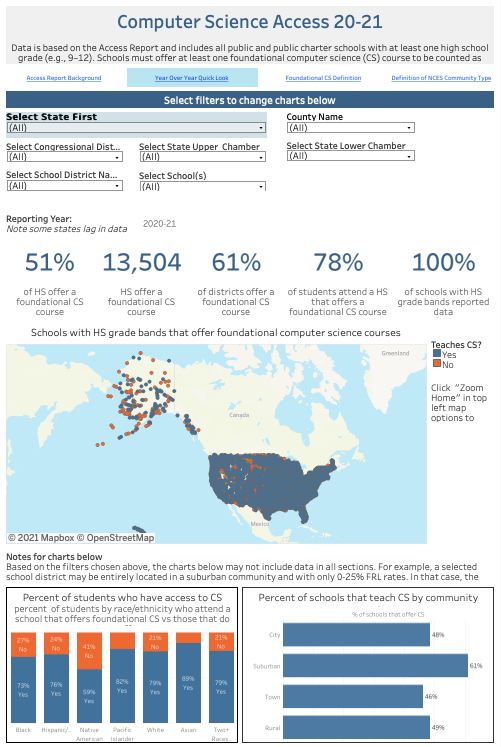 Computer Science Access 20-21
Data is based on the Access Report and includes all public and public charter schools with at least one high school
grade (e.g., 9–12). Schools must offer at least one foundational computer science (CS) course to be counted as
Access Report Background
Year Over Year Quick Look
Foundational CS Definition
Definition of NCES Community Type
Select filters to change charts below
Select State First
County Name
(All)
(All)
Select Congressional Dist...
Select State Upper Chamber
Select State Lower Chamber
(All)
(All)
(All)
Select School District Na...
Select School(s)
(All)
(All)
Reporting Year:
Note some states lag in data
2020-21
51%
13,504
61%
78%
100%
of HS offer a foundational CS course
HS offer a foundational CS course
of districts offer a foundational CS course
of students attend a HS that offers a foundational CS course
of schools with HS grade bands reported data
Schools with HS grade bands that offer foundational computer science courses
Teaches CS?
Yes
No
Click "Zoom
Home" in top
left map
options to
Greenland
Canada
Mexico
© 2021 Mapbox © OpenStreetMap
Notes for charts below
Based on the filters chosen above, the charts below may not include data in all sections. For example, a selected
school district may be entirely located in a suburban community and with only 0-25% FRL rates. In that case, the
Percent of students who have access to CS
percent of students by race/ethnicity who attend a
school that offers foundational CS vs those that do
27% No
24% No
41% No
21% No
21% No
73% Yes
76% Yes
59% Yes
82% Yes
79% Yes
89% Yes
79% Yes
Black
Hispanic/..
Native American
Pacific Islander
White
Asian
Two+ Races..
Percent of schools that teach CS by community
% of schools that offer CS
City
48%
Suburban
61%
Town
46%
Rural
49%